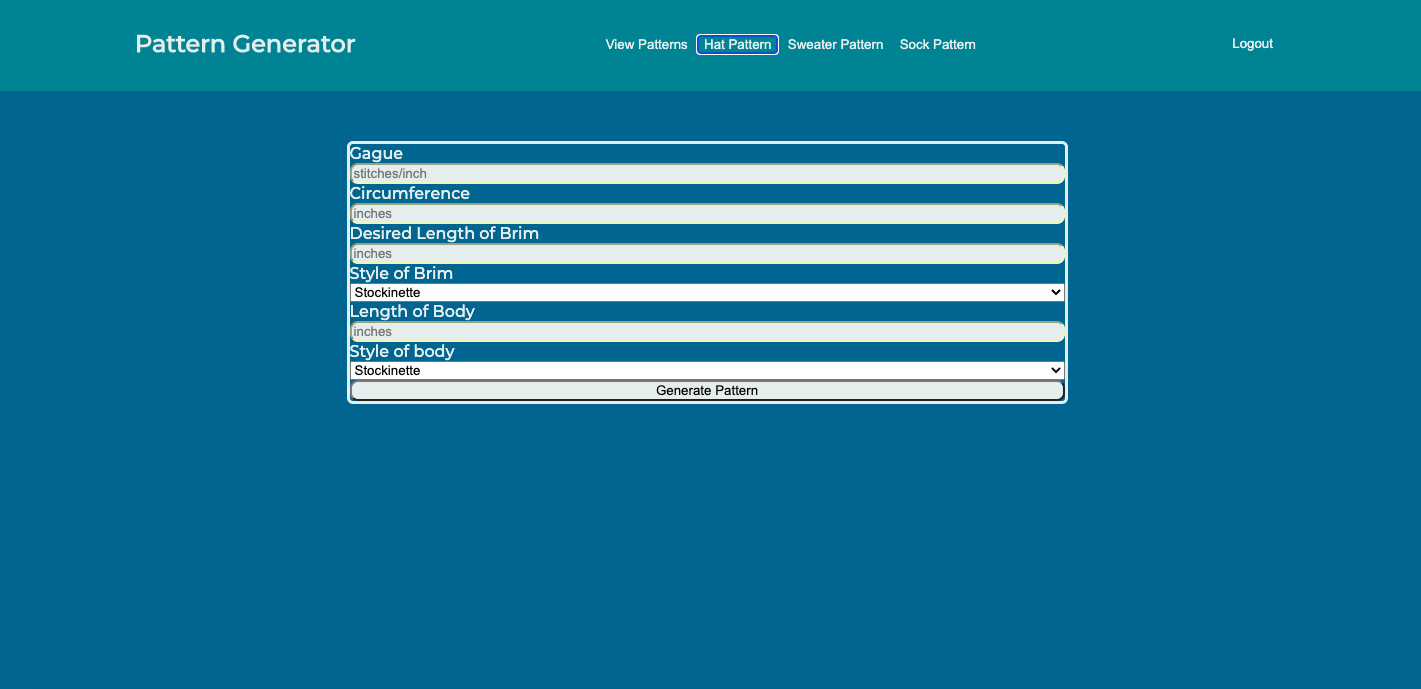 Pattern Generator
View Patterns Hat Pattern Sweater Pattern Sock Pattern
Logout
Gague
stitches/inch
Circumference
inches
Desired Length of Brim
inches
Style of Brim
Stockinette
Length of Body
inches
Style of body
Stockinette
Generate Pattern